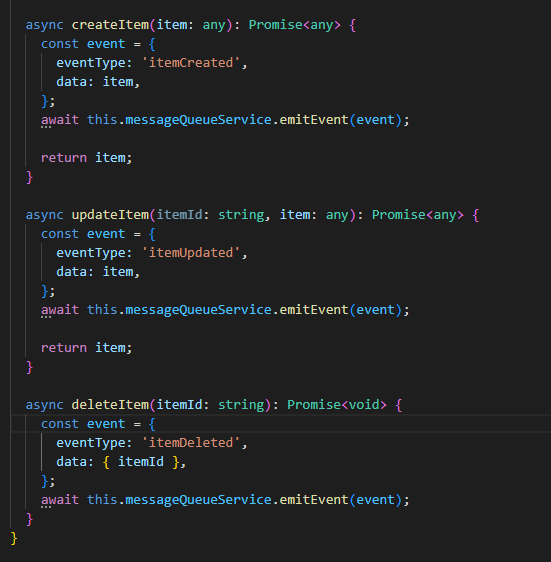 async createItem(item: any): Promise<any> {
const event = {
eventType: 'itemCreated',
data: item,
};
await this.messageQueueService.emitEvent(event);
return item;
}
async updateItem(itemId: string, item: any): Promise<any> {
const event = {
eventType: 'itemUpdated',
data: item,
};
await this.messageQueueService.emitEvent(event);
return item;
}
async deleteItem(itemId: string): Promise<void> {
const event = {
eventType: 'itemDeleted',
data: { itemId },
};
await this.messageQueueService.emitEvent(event);
}
}